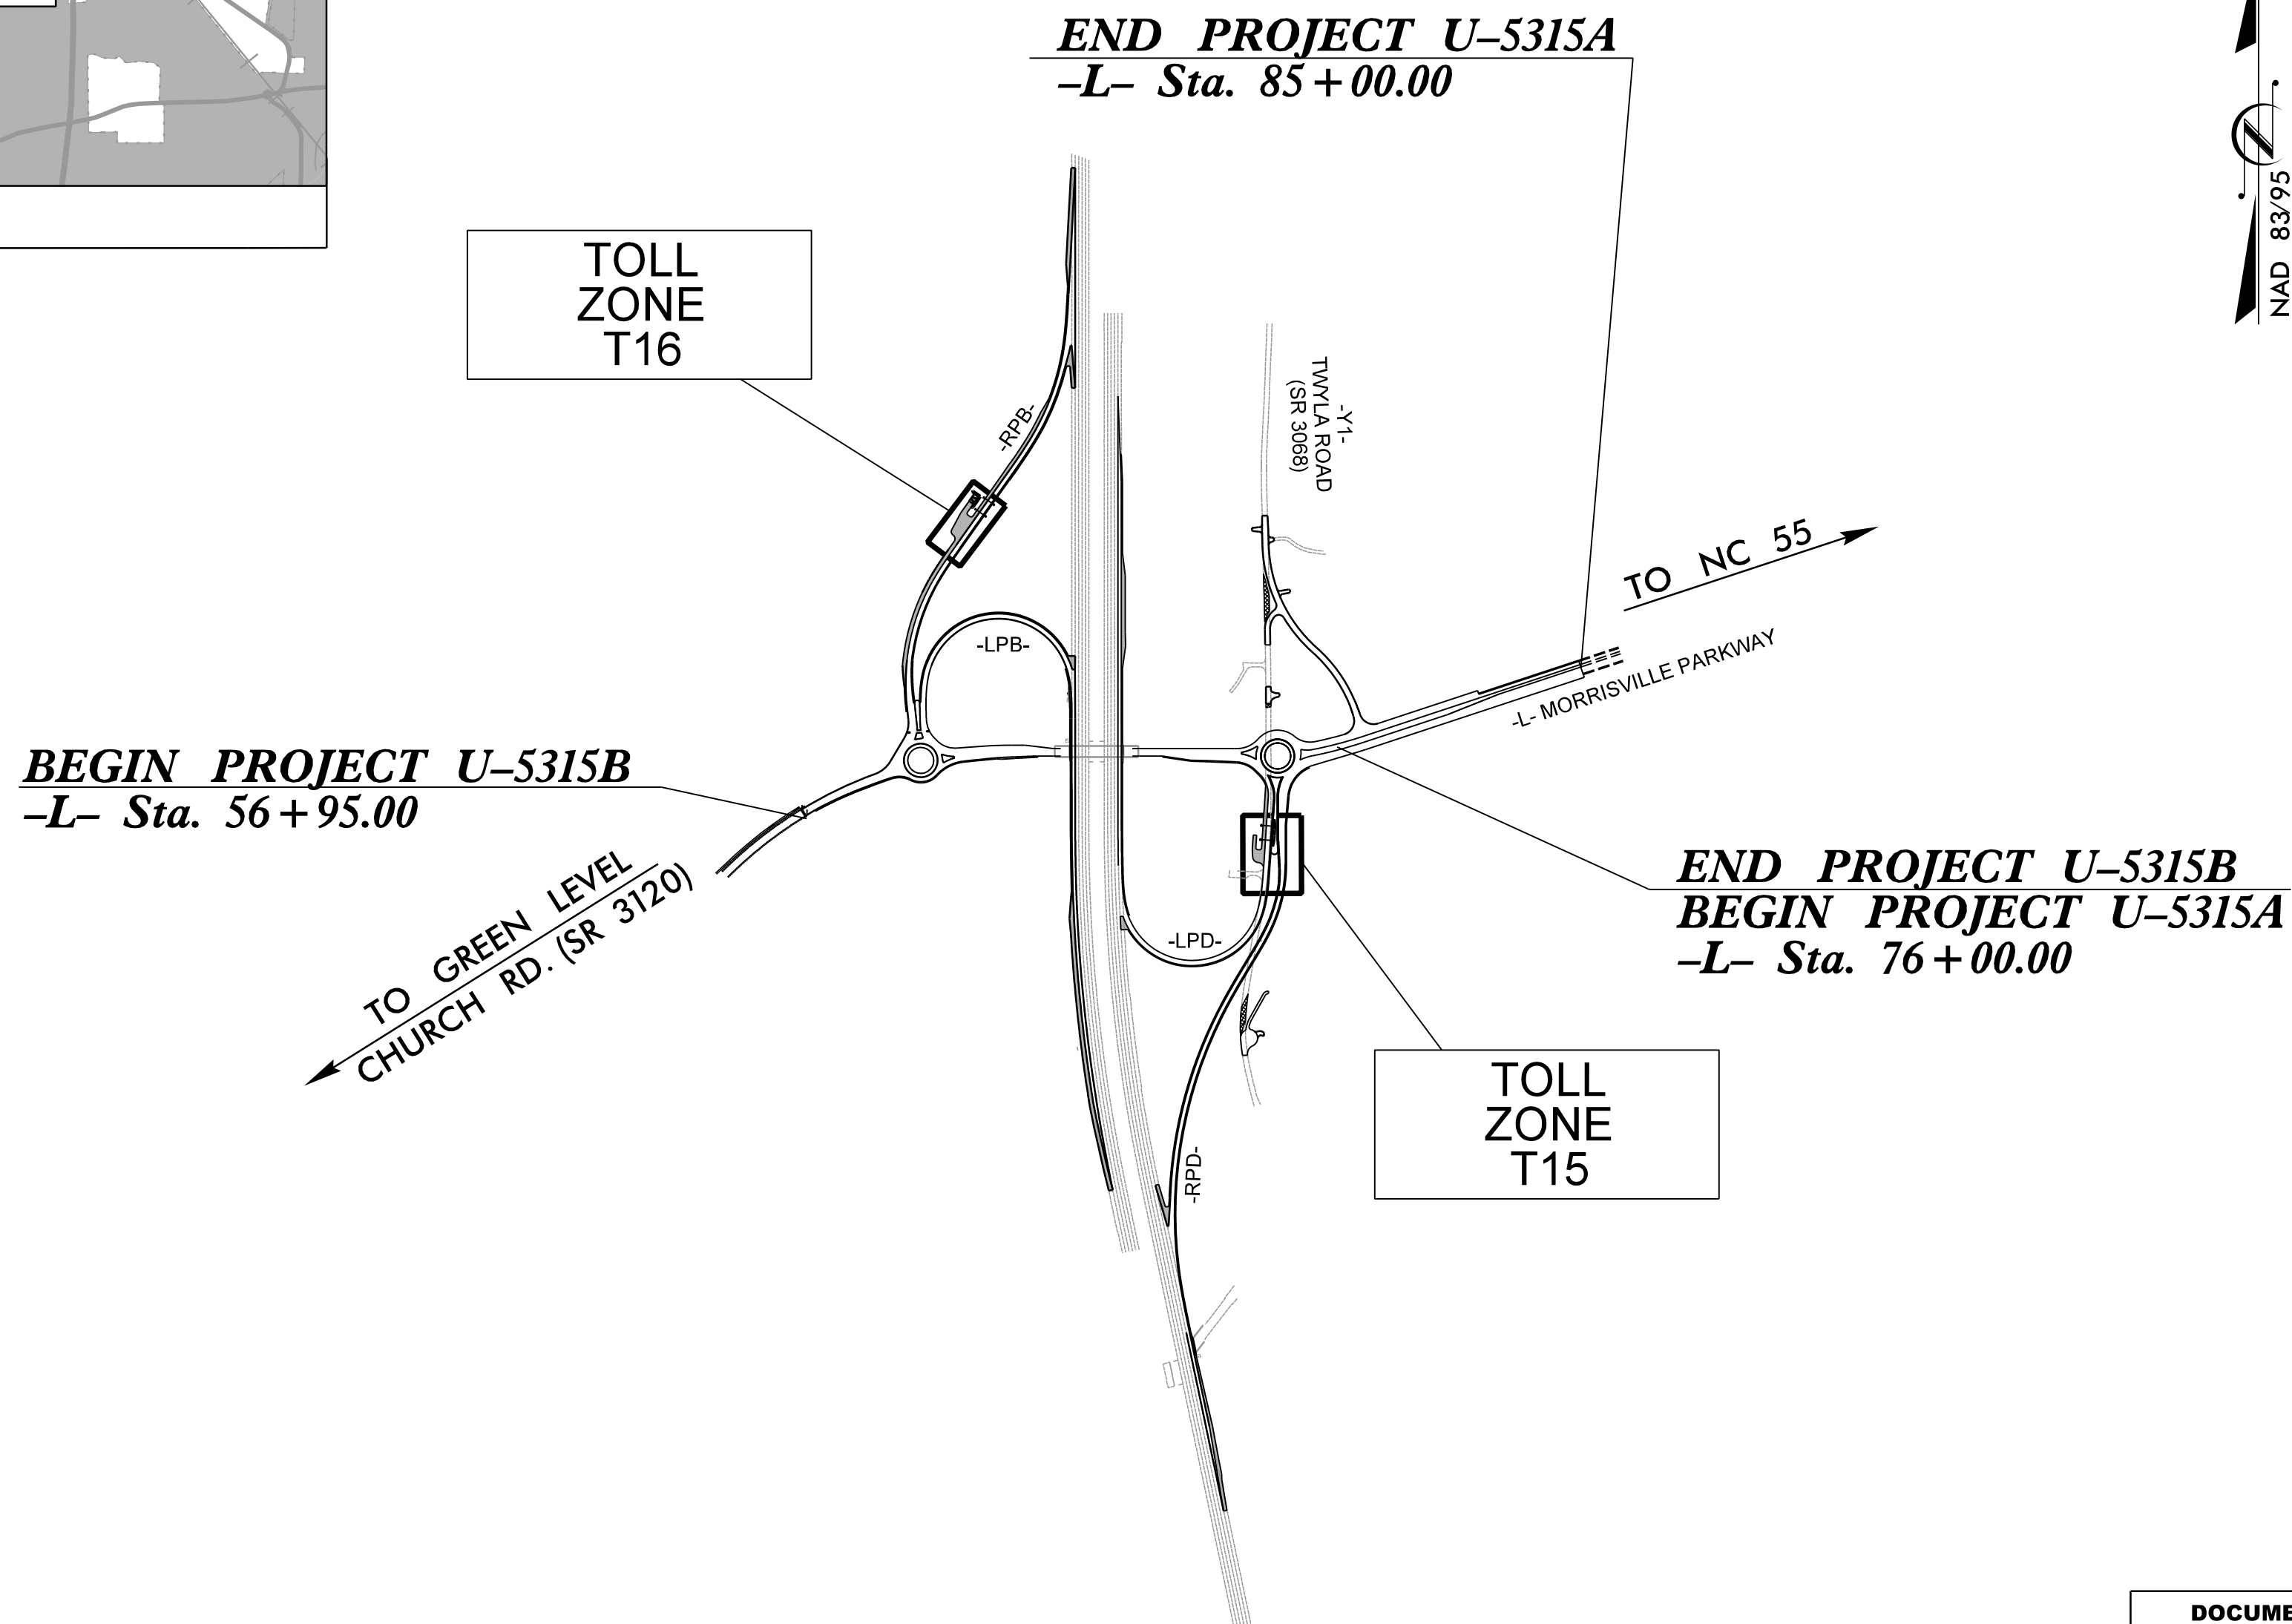 END PROJECT U–5315A
–L– Sta. 85+00.00
NAD 83/95
TOLL
ZONE
T16
-RPB-
-Y1-
TWYLA ROAD
(SR 3068)
TO NC 55
-L- MORRISVILLE PARKWAY
-LPB-
BEGIN PROJECT U–5315B
–L– Sta. 56+95.00
TO GREEN LEVEL
CHURCH RD. (SR 3120)
END PROJECT U–5315B
BEGIN PROJECT U–5315A
–L– Sta. 76+00.00
-LPD-
TOLL
ZONE
T15
-RPD-
DOCUME